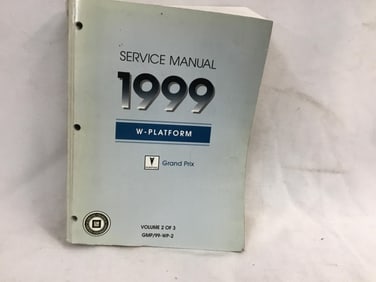 SERVICE MANUAL
1999
W-PLATFORM
Grand Prix
VOLUME 2 OF 3
GMP/99-WP-2